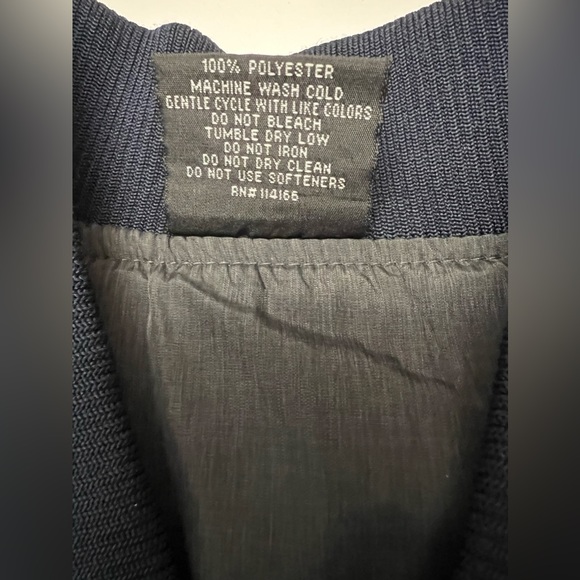 100% POLYESTER
MACHINE WASH COLD
GENTLE CYCLE WITH LIKE COLORS
DO NOT BLEACH
TUMBLE DRY LOW
DO NOT IRON
DO NOT DRY CLEAN
DO NOT USE SOFTENERS
RN# 114166